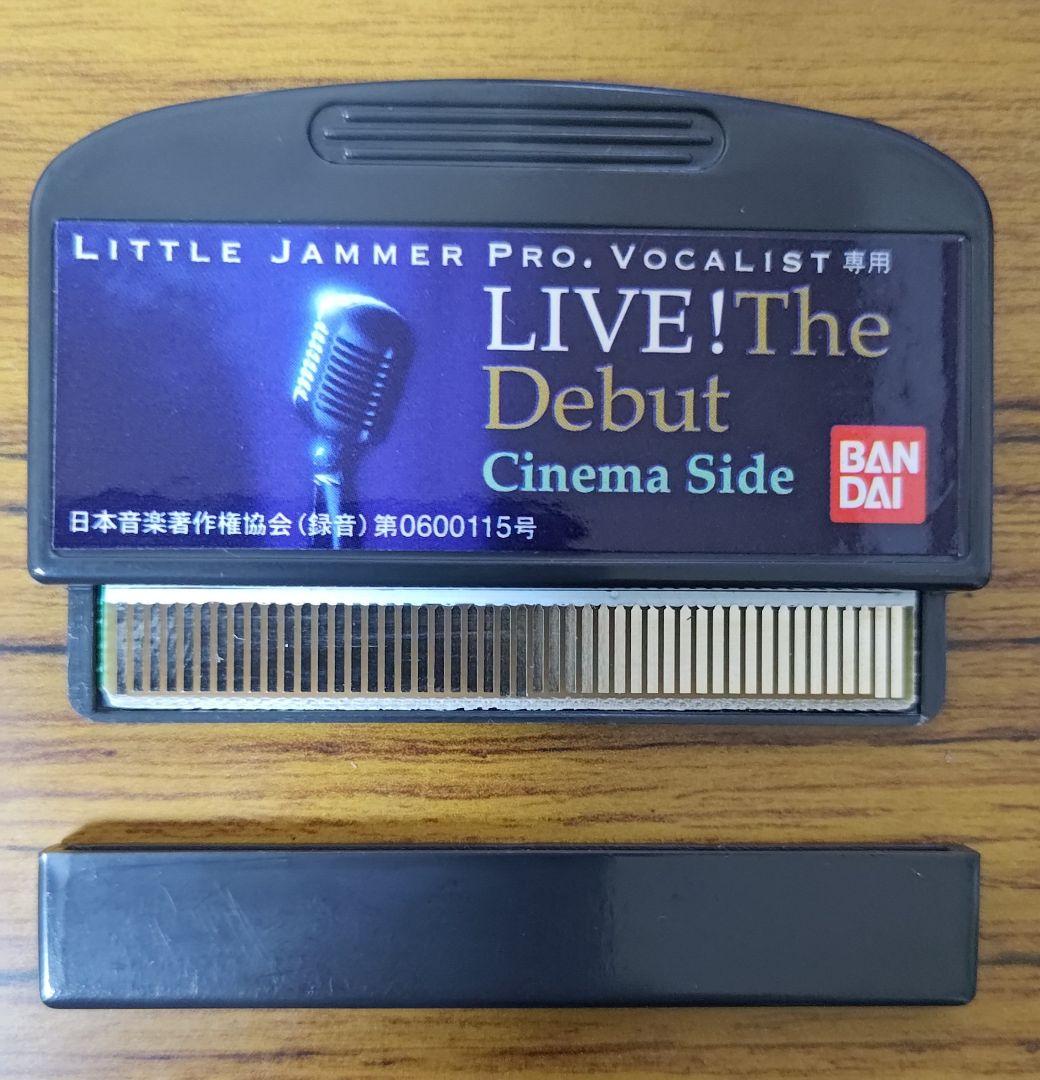 LITTLE JAMMER PRO. VOCALIST専用
LIVE!The
Debut
Cinema Side
BAN
DAI
日本音楽著作権協会(録音)第0600115号